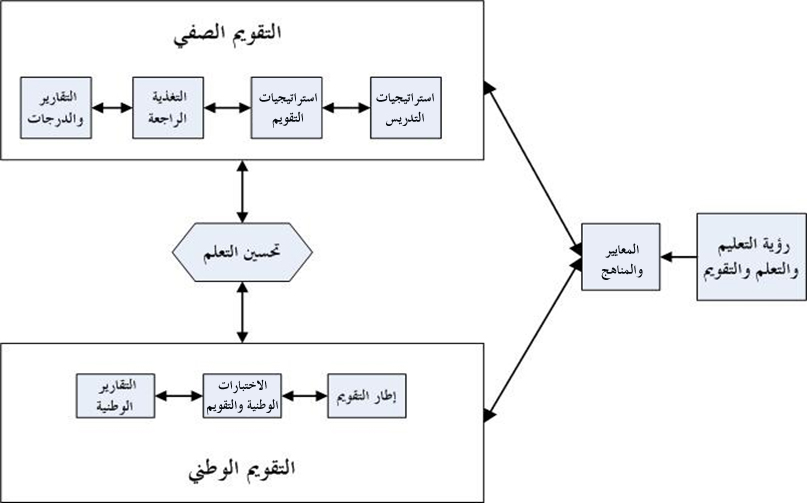 التقويم الصفي
استراتيجيات
التدريس
استراتيجيات
التقويم
التغذية
الراجعة
التقارير
والدرجات
رؤية التعليم
والتعلم والتقويم
المعايير
والمناهج
تحسين التعلم
إطار التقويم
الاختبارات
الوطنية والتقويم
التقارير
الوطنية
التقويم الوطني